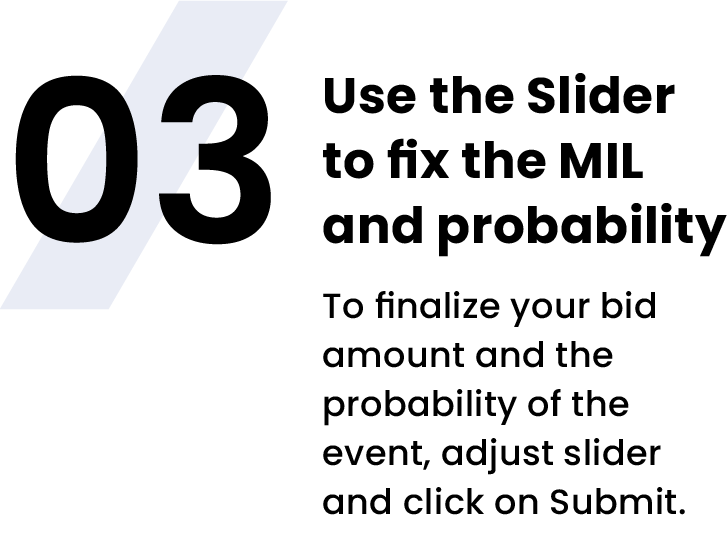 03
Use the Slider
to fix the MIL
and probability
To finalize your bid
amount and the
probability of the
event, adjust slider
and click on Submit.